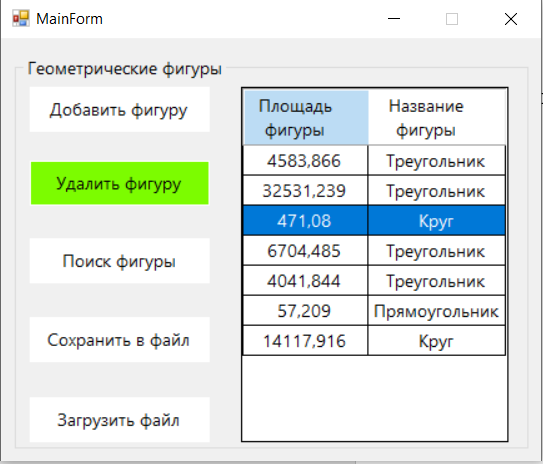 MainForm
Геометрические фигуры
Добавить фигуру
Удалить фигуру
Поиск фигуры
Сохранить в файл
Загрузить файл
Площадь фигуры Название фигуры
4583,866 Треугольник
32531,239 Треугольник
471,08 Круг
6704,485 Треугольник
4041,844 Треугольник
57,209 Прямоугольник
14117,916 Круг